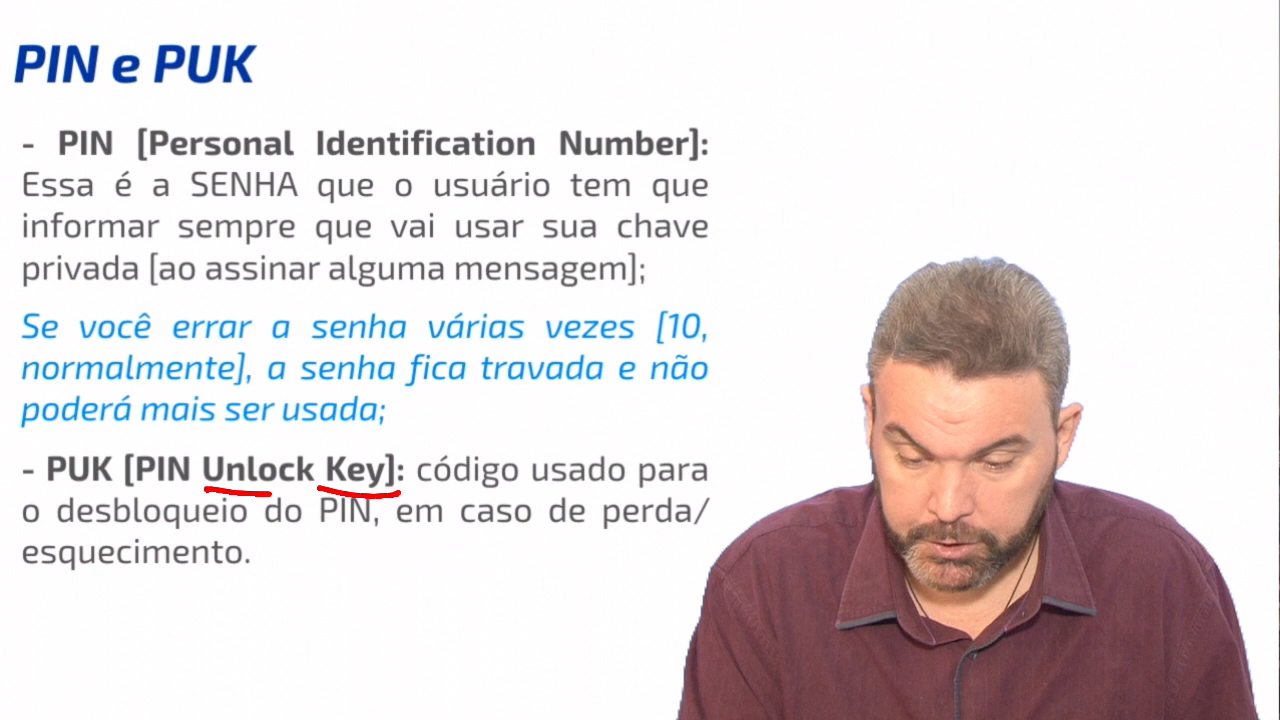 PIN e PUK
- PIN [Personal Identification Number]:
Essa é a SENHA que o usuário tem que
informar sempre que vai usar sua chave
privada [ao assinar alguma mensagem];
Se você errar a senha várias vezes [10,
normalmente], a senha fica travada e não
poderá mais ser usada;
- PUK [PIN Unlock Key]: código usado para
o desbloqueio do PIN, em caso de perda/
esquecimento.